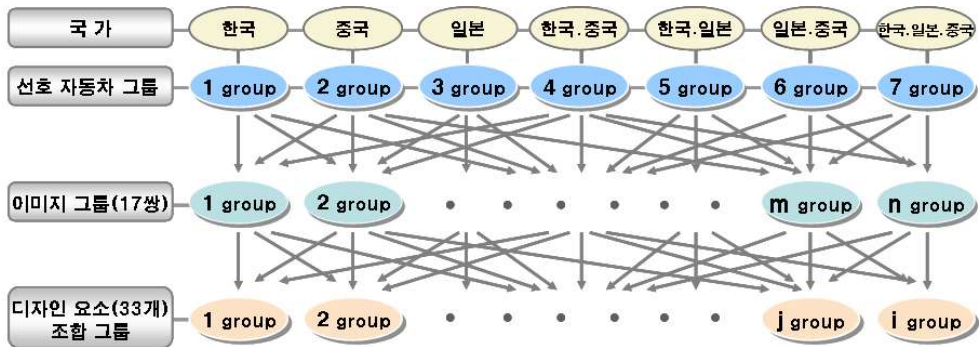 국 가 한국 중국 일본 한국.중국 한국.일본 일본.중국 한국.일본.중국
선호 자동차 그룹 1 group 2 group 3 group 4 group 5 group 6 group 7 group
이미지 그룹(17쌍) 1 group 2 group • • • • • • m group n group
디자인 요소(33개)
조합 그룹 1 group 2 group • • • • • • j group i group